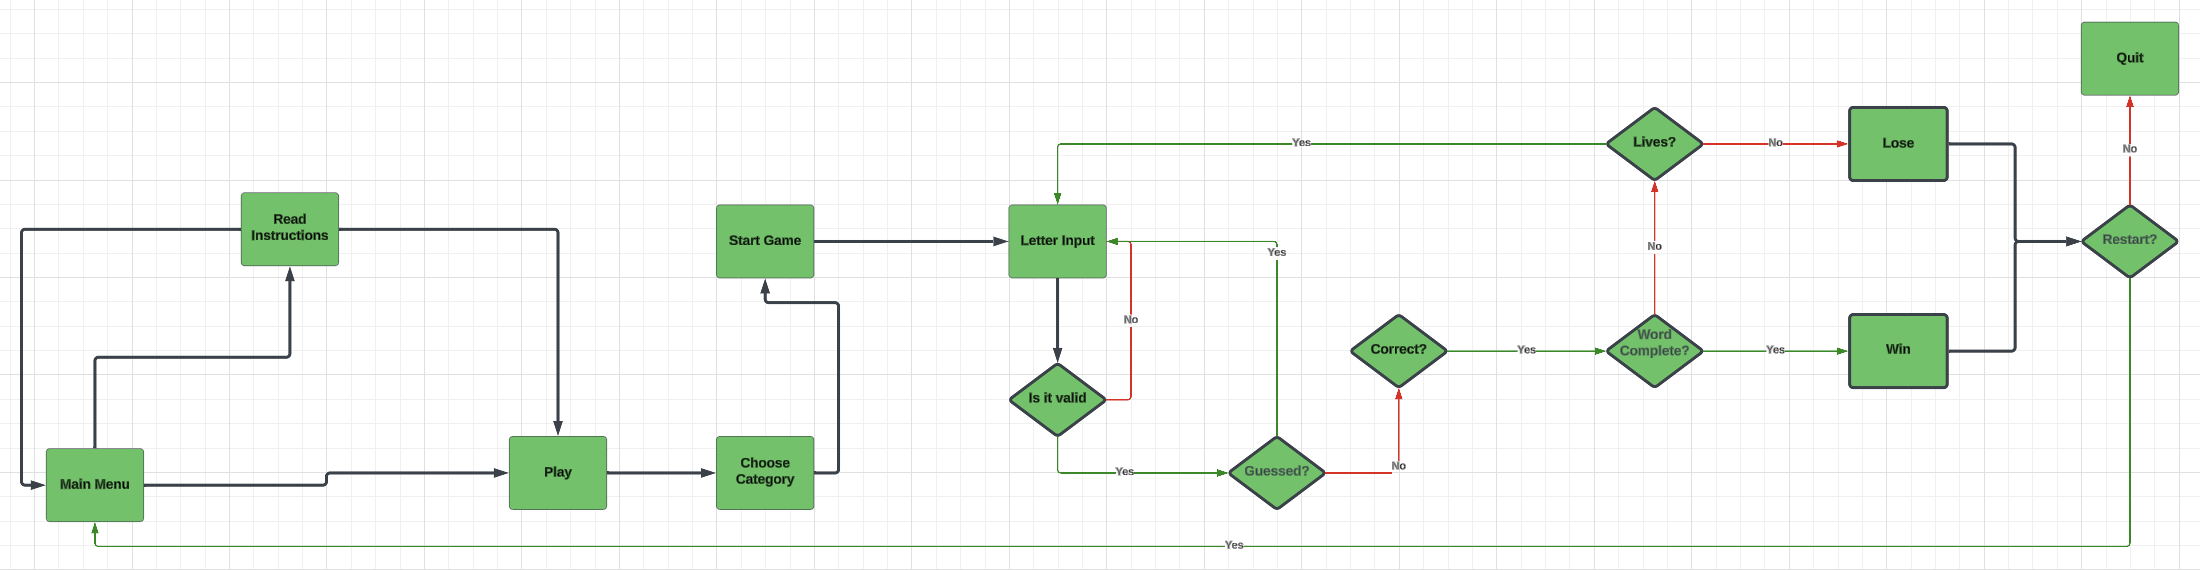 Quit
Yes
Lives?
No
Lose
No
Read
Instructions
Start Game
Letter Input
Yes
No
Restart?
No
Correct?
Yes
Word
Complete?
Yes
Win
Is it valid
Main Menu
Play
Choose
Category
Yes
Guessed?
No
Yes